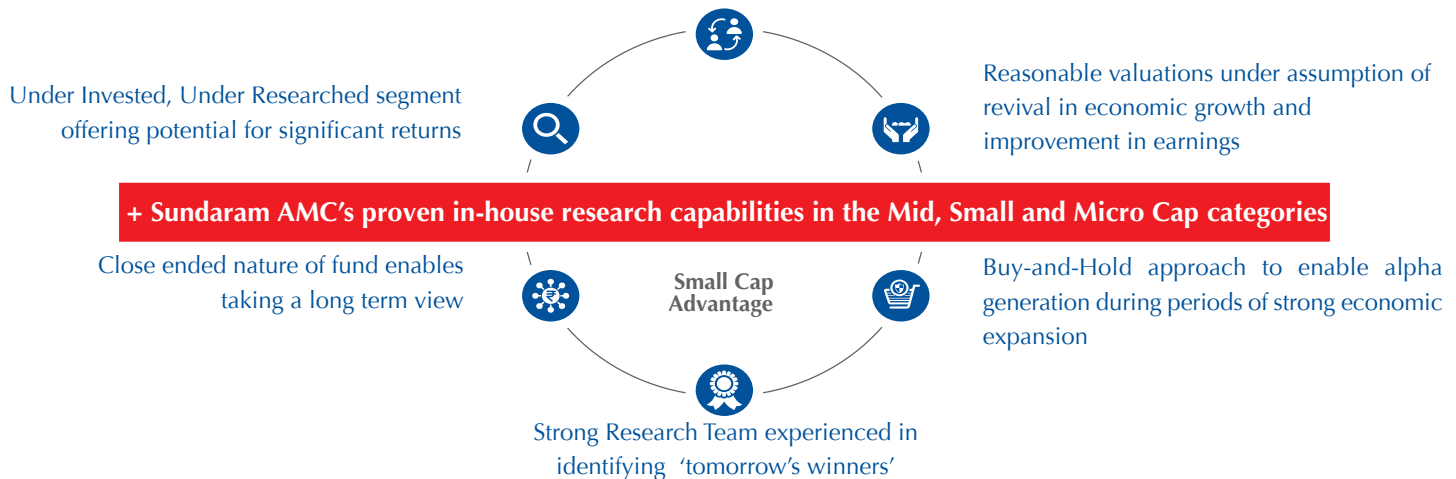 Under Invested, Under Researched segment
offering potential for significant returns
Reasonable valuations under assumption of
revival in economic growth and
improvement in earnings
+ Sundaram AMC’s proven in-house research capabilities in the Mid, Small and Micro Cap categories
Close ended nature of fund enables
taking a long term view
Small Cap
Advantage
Buy-and-Hold approach to enable alpha
generation during periods of strong economic
expansion
Strong Research Team experienced in
identifying ‘tomorrow’s winners’